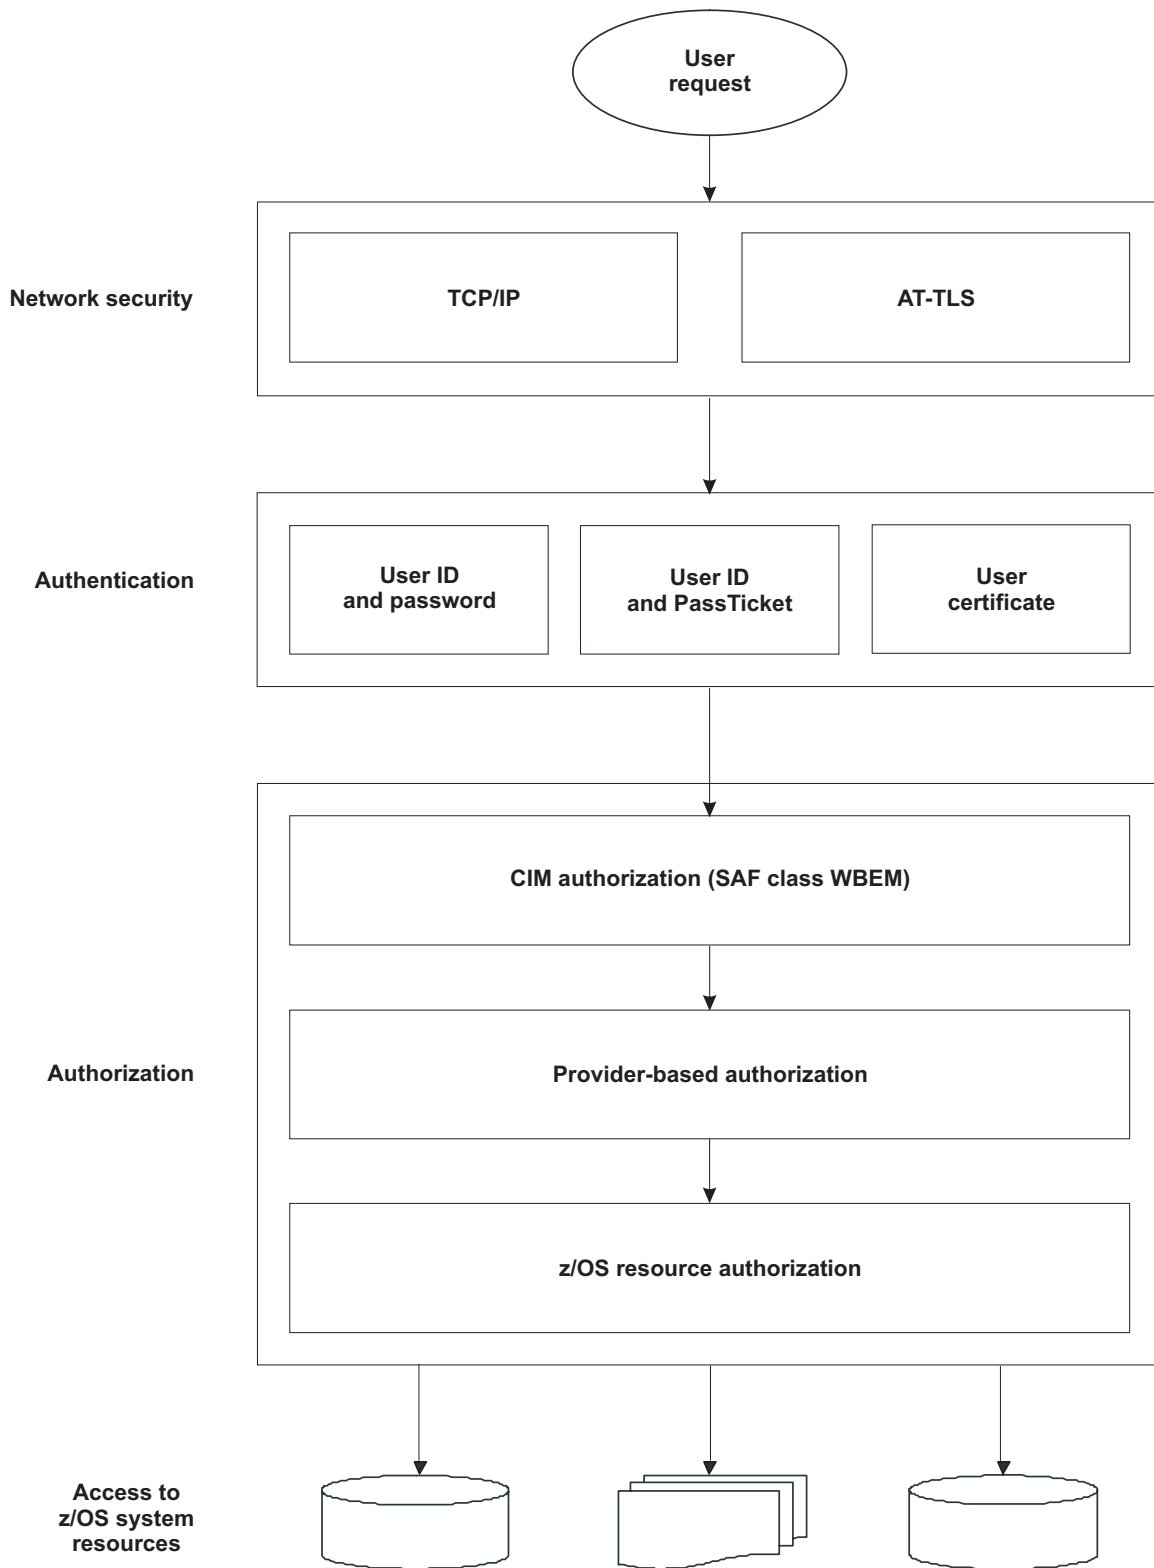 User
request
Network security
TCP/IP
AT-TLS
Authentication
User ID
and password
User ID
and PassTicket
User
certificate
CIM authorization (SAF class WBEM)
Authorization
Provider-based authorization
z/OS resource authorization
Access to
z/OS system
resources